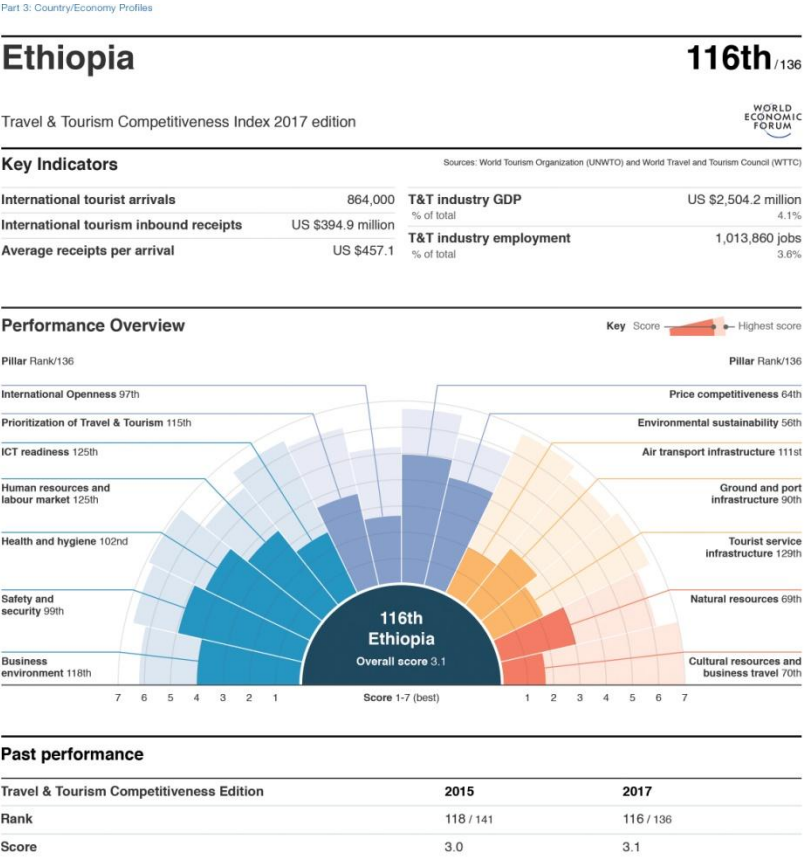 Part 3: Country/Economy Profiles
Ethiopia
116th /136
Travel & Tourism Competitiveness Index 2017 edition
WORLD
ECONOMIC
FORUM
Key Indicators
Sources: World Tourism Organization (UNWTO) and World Travel and Tourism Council (WTTC)
International tourist arrivals 864,000
International tourism inbound receipts US $394.9 million
Average receipts per arrival US $457.1
T&T industry GDP US $2,504.2 million
% of total 4.1%
T&T industry employment 1,013,860 jobs
% of total 3.6%
Performance Overview
Key Score Highest score
Pillar Rank/136
Pillar Rank/136
International Openness 97th
Prioritization of Travel & Tourism 115th
ICT readiness 125th
Human resources and
labour market 125th
Health and hygiene 102nd
Safety and
security 99th
Business
environment 118th
Price competitiveness 64th
Environmental sustainability 56th
Air transport infrastructure 111st
Ground and port
infrastructure 90th
Tourist service
infrastructure 129th
Natural resources 69th
Cultural resources and
business travel 70th
116th
Ethiopia
Overall score 3.1
7 6 5 4 3 2 1 Score 1-7 (best) 1 2 3 4 5 6 7
Past performance
Travel & Tourism Competitiveness Edition 2015 2017
Rank 118 / 141 116 / 136
Score 3.0 3.1